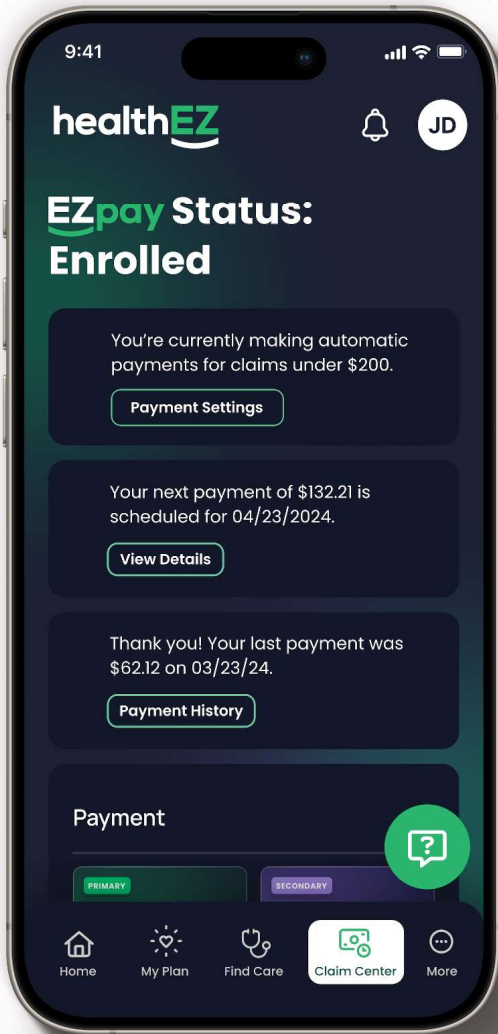 9:41
healthEZ
JD
EZpay Status:
Enrolled
You're currently making automatic
payments for claims under $200.
Payment Settings
Your next payment of $132.21 is
scheduled for 04/23/2024.
View Details
Thank you! Your last payment was
$62.12 on 03/23/24.
Payment History
Payment
?
PRIMARY
SECONDARY
Home
My Plan
Find Care
Claim Center
More